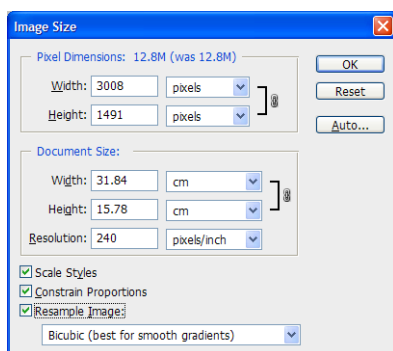 Image Size
Pixel Dimensions: 12.8M (was 12.8M)
OK
Width: 3008 pixels
Reset
Height: 1491 pixels
Auto...
Document Size:
Width: 31.84 cm
Height: 15.78 cm
Resolution: 240 pixels/inch
Scale Styles
Constrain Proportions
Resample Image:
Bicubic (best for smooth gradients)